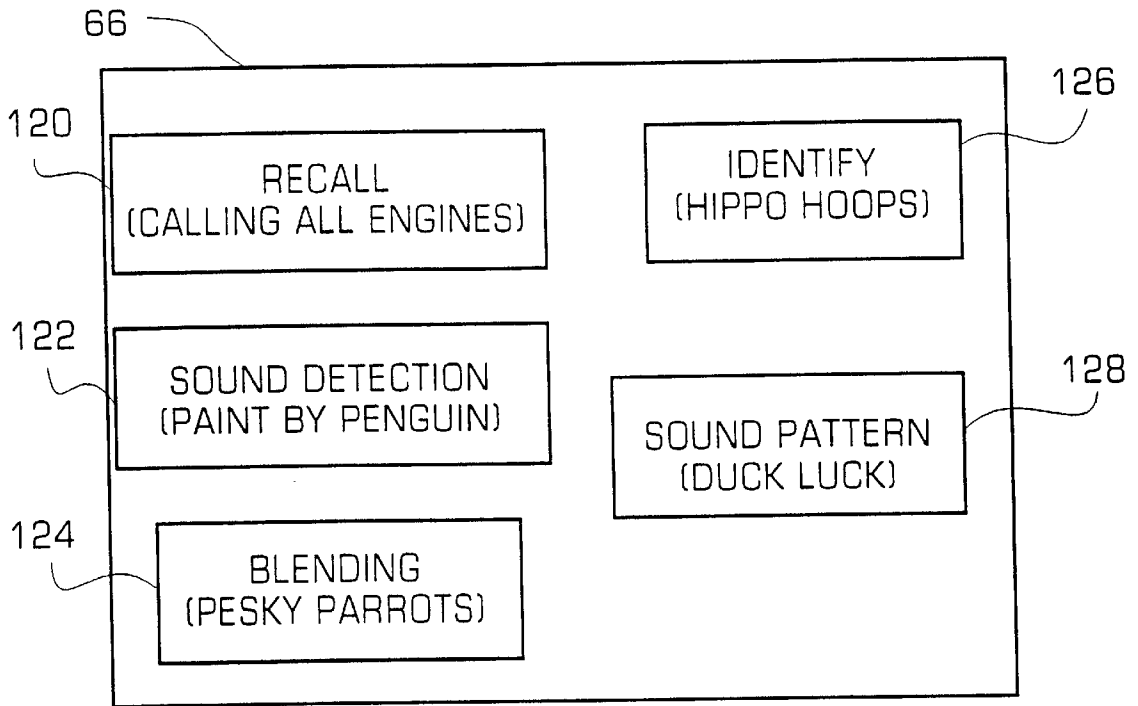 66
120
RECALL
(CALLING ALL ENGINES)
126
IDENTIFY
(HIPPO HOOPS)
122
SOUND DETECTION
(PAINT BY PENGUIN)
128
SOUND PATTERN
(DUCK LUCK)
124
BLENDING
(PESKY PARROTS)